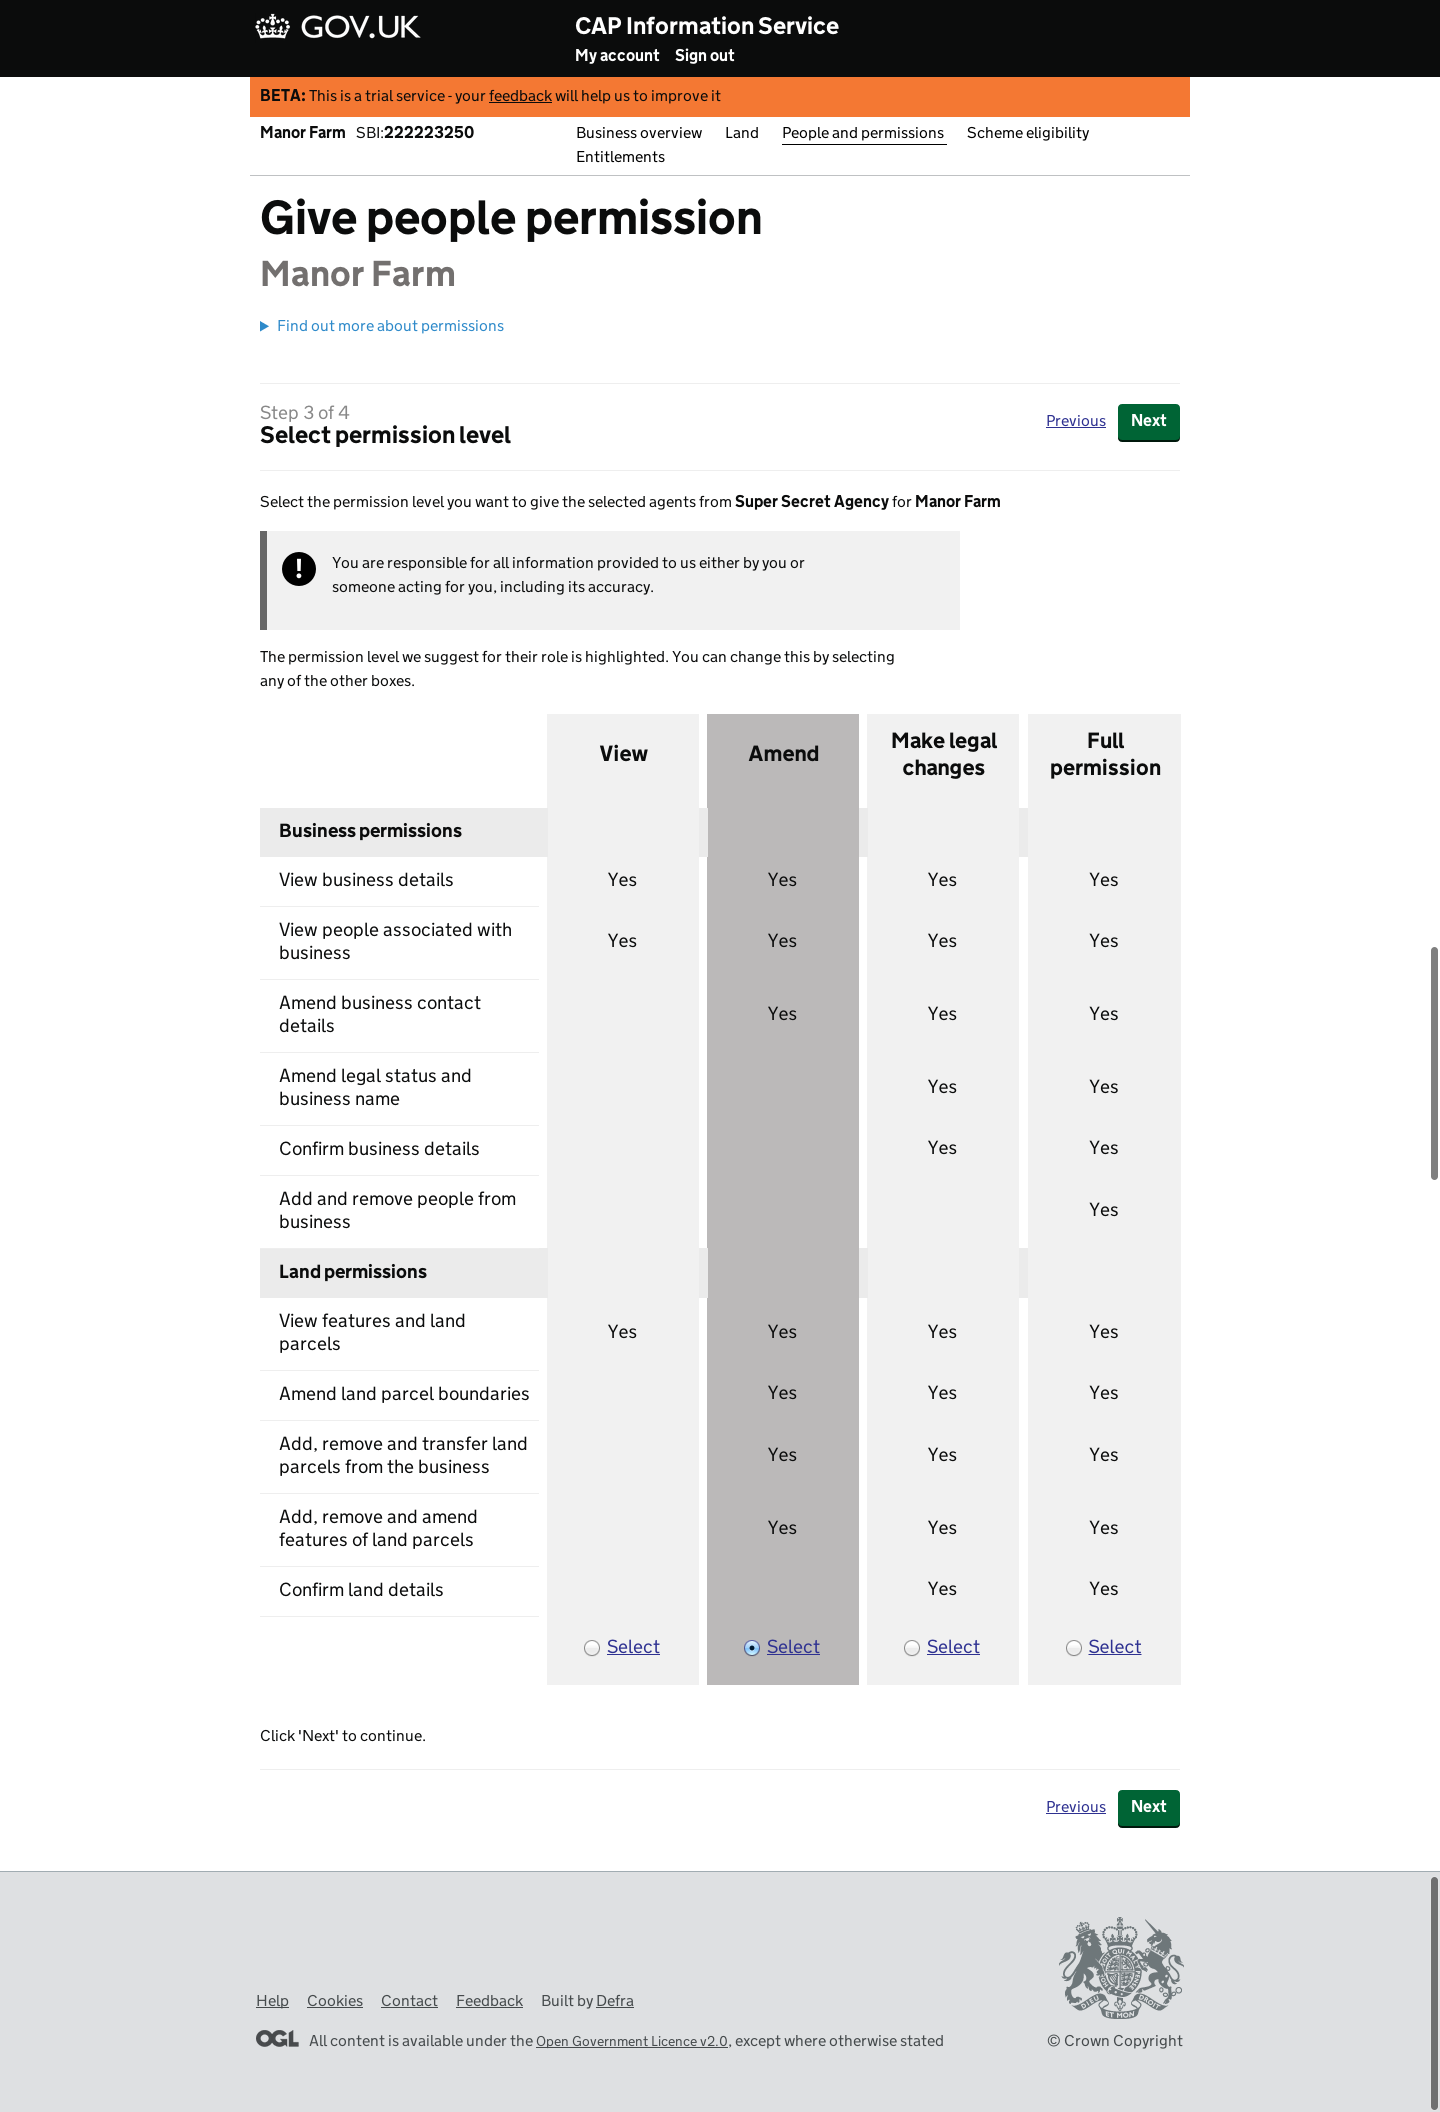 GOV.UK
CAP Information Service
My account Sign out
BETA: This is a trial service - your feedback will help us to improve it
Manor Farm SBI:222223250
Business overview Land People and permissions Scheme eligibility
Entitlements
Give people permission
Manor Farm
Find out more about permissions
Step 3 of 4
Select permission level
Previous Next
Select the permission level you want to give the selected agents from Super Secret Agency for Manor Farm
You are responsible for all information provided to us either by you or
someone acting for you, including its accuracy.
The permission level we suggest for their role is highlighted. You can change this by selecting
any of the other boxes.
View Amend Make legal changes Full permission
Business permissions
View business details Yes Yes Yes Yes
View people associated with business Yes Yes Yes Yes
Amend business contact details Yes Yes Yes
Amend legal status and business name Yes Yes
Confirm business details Yes Yes
Add and remove people from business Yes
Land permissions
View features and land parcels Yes Yes Yes Yes
Amend land parcel boundaries Yes Yes Yes
Add, remove and transfer land parcels from the business Yes Yes Yes
Add, remove and amend features of land parcels Yes Yes Yes
Confirm land details Yes Yes
Select Select Select Select
Click 'Next' to continue.
Previous Next
Help Cookies Contact Feedback Built by Defra
OGL All content is available under the Open Government Licence v2.0, except where otherwise stated
© Crown Copyright